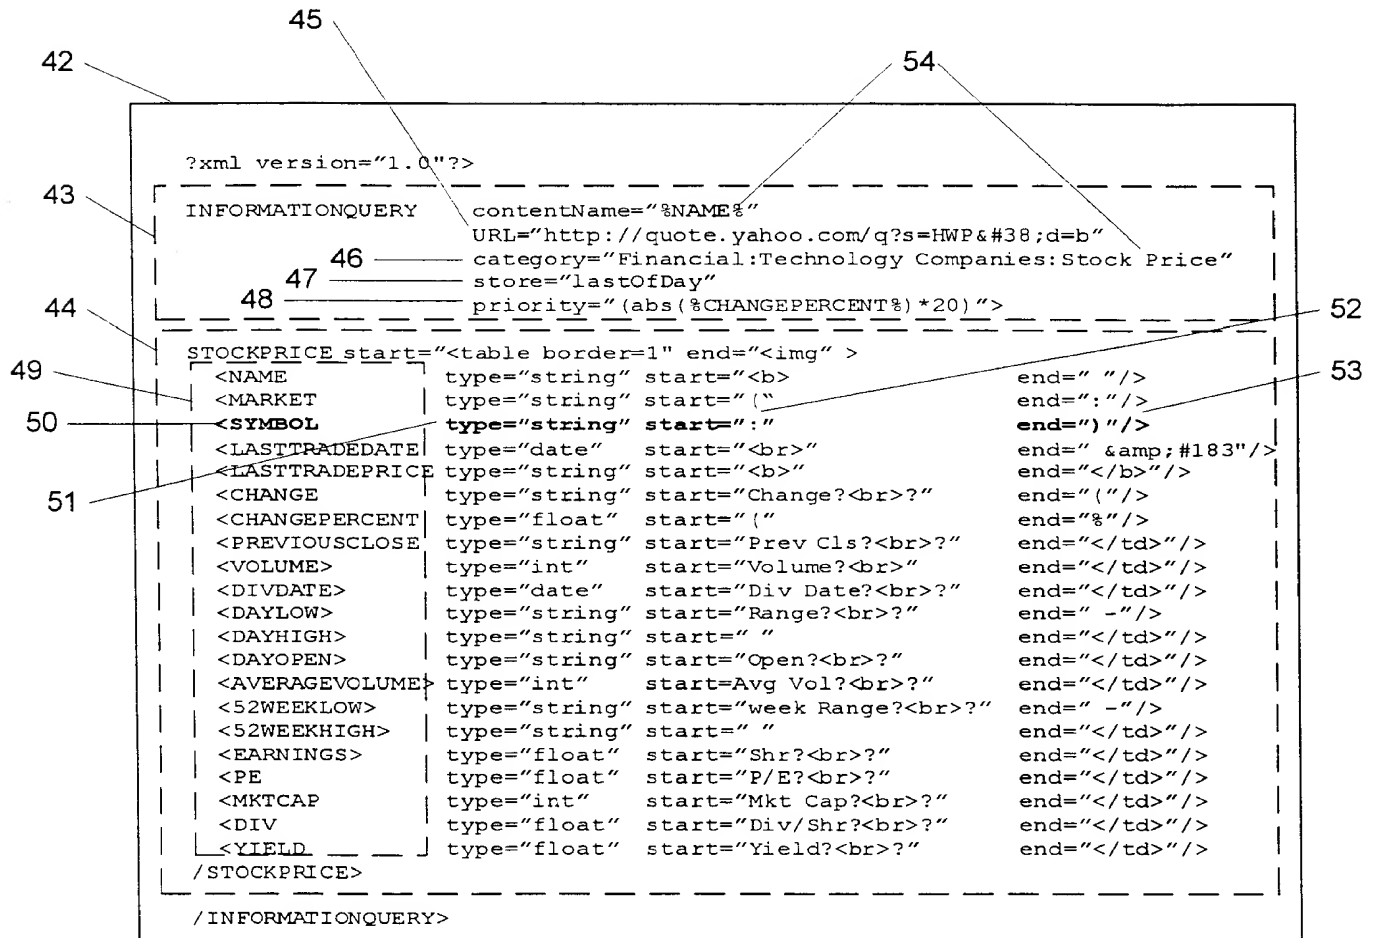 45
42
54
?xml version="1.0"?>
43
INFORMATIONQUERY contentName="%NAME%"
URL="http://quote.yahoo.com/q?s=HWP&#38;d=b"
46 category="Financial:Technology Companies:Stock Price"
47 store="lastOfDay"
48 priority="(abs(%CHANGEPERCENT%)*20)">
44
52
STOCKPRICE start="<table border=1" end="<img" >
49 <NAME type="string" start="<b> end=" "/> 53
<MARKET type="string" start="(" end=":"/>
50 <SYMBOL type="string" start=":" end=")"/>
<LASTTRADEDATE type="date" start="<br>" end=" &amp;#183"/>
<LASTTRADEPRICE type="string" start="<b>" end="</b>"/>
51 <CHANGE type="string" start="Change?<br>?" end="("/>
<CHANGEPERCENT type="float" start="(" end="%"/>
<PREVIOUSCLOSE type="string" start="Prev Cls?<br>?" end="</td>"/>
<VOLUME> type="int" start="Volume?<br>" end="</td>"/>
<DIVDATE> type="date" start="Div Date?<br>?" end="</td>"/>
<DAYLOW> type="string" start="Range?<br>?" end=" -"/>
<DAYHIGH> type="string" start=" " end="</td>"/>
<DAYOPEN> type="string" start="Open?<br>?" end="</td>"/>
<AVERAGEVOLUME> type="int" start=Avg Vol?<br>?" end="</td>"/>
<52WEEKLOW> type="string" start="week Range?<br>?" end=" -"/>
<52WEEKHIGH> type="string" start=" " end="</td>"/>
<EARNINGS> type="float" start="Shr?<br>?" end="</td>"/>
<PE type="float" start="P/E?<br>?" end="</td>"/>
<MKTCAP type="int" start="Mkt Cap?<br>?" end="</td>"/>
<DIV type="float" start="Div/Shr?<br>?" end="</td>"/>
<YIELD type="float" start="Yield?<br>?" end="</td>"/>
/STOCKPRICE>
/INFORMATIONQUERY>